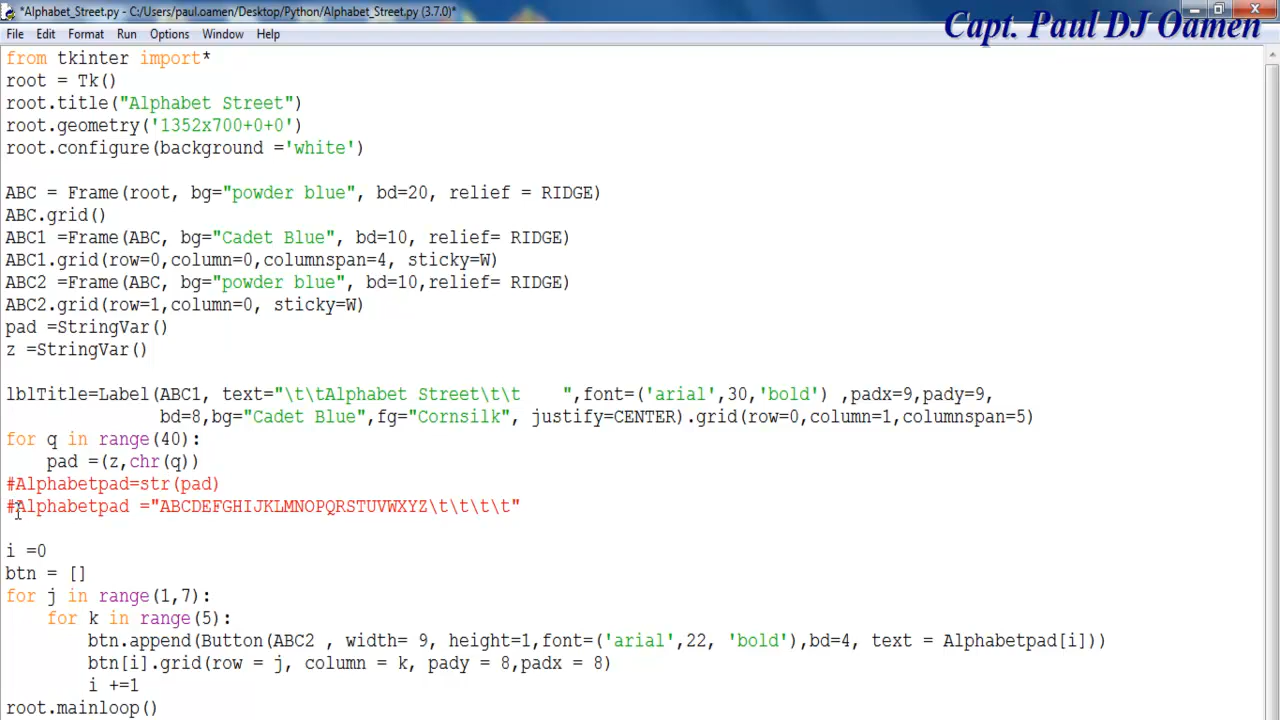 *Alphabet_Street.py - C:/Users/paul.oamen/Desktop/Python/Alphabet_Street.py (3.7.0)*
Capt. Paul DJ Oamen
File Edit Format Run Options Window Help
from tkinter import*
root = Tk()
root.title("Alphabet Street")
root.geometry('1352x700+0+0')
root.configure(background ='white')
ABC = Frame(root, bg="powder blue", bd=20, relief = RIDGE)
ABC.grid()
ABC1 =Frame(ABC, bg="Cadet Blue", bd=10, relief= RIDGE)
ABC1.grid(row=0,column=0,columnspan=4, sticky=W)
ABC2 =Frame(ABC, bg="powder blue", bd=10,relief= RIDGE)
ABC2.grid(row=1,column=0, sticky=W)
pad =StringVar()
z =StringVar()
lblTitle=Label(ABC1, text="\t\tAlphabet Street\t\t    ",font=('arial',30,'bold') ,padx=9,pady=9,
               bd=8,bg="Cadet Blue",fg="Cornsilk", justify=CENTER).grid(row=0,column=1,columnspan=5)
for q in range(40):
    pad =(z,chr(q))
#Alphabetpad=str(pad)
#Alphabetpad ="ABCDEFGHIJKLMNOPQRSTUVWXYZ\t\t\t\t"
i =0
btn = []
for j in range(1,7):
    for k in range(5):
        btn.append(Button(ABC2 , width= 9, height=1,font=('arial',22, 'bold'),bd=4, text = Alphabetpad[i]))
        btn[i].grid(row = j, column = k, pady = 8,padx = 8)
        i +=1
root.mainloop()